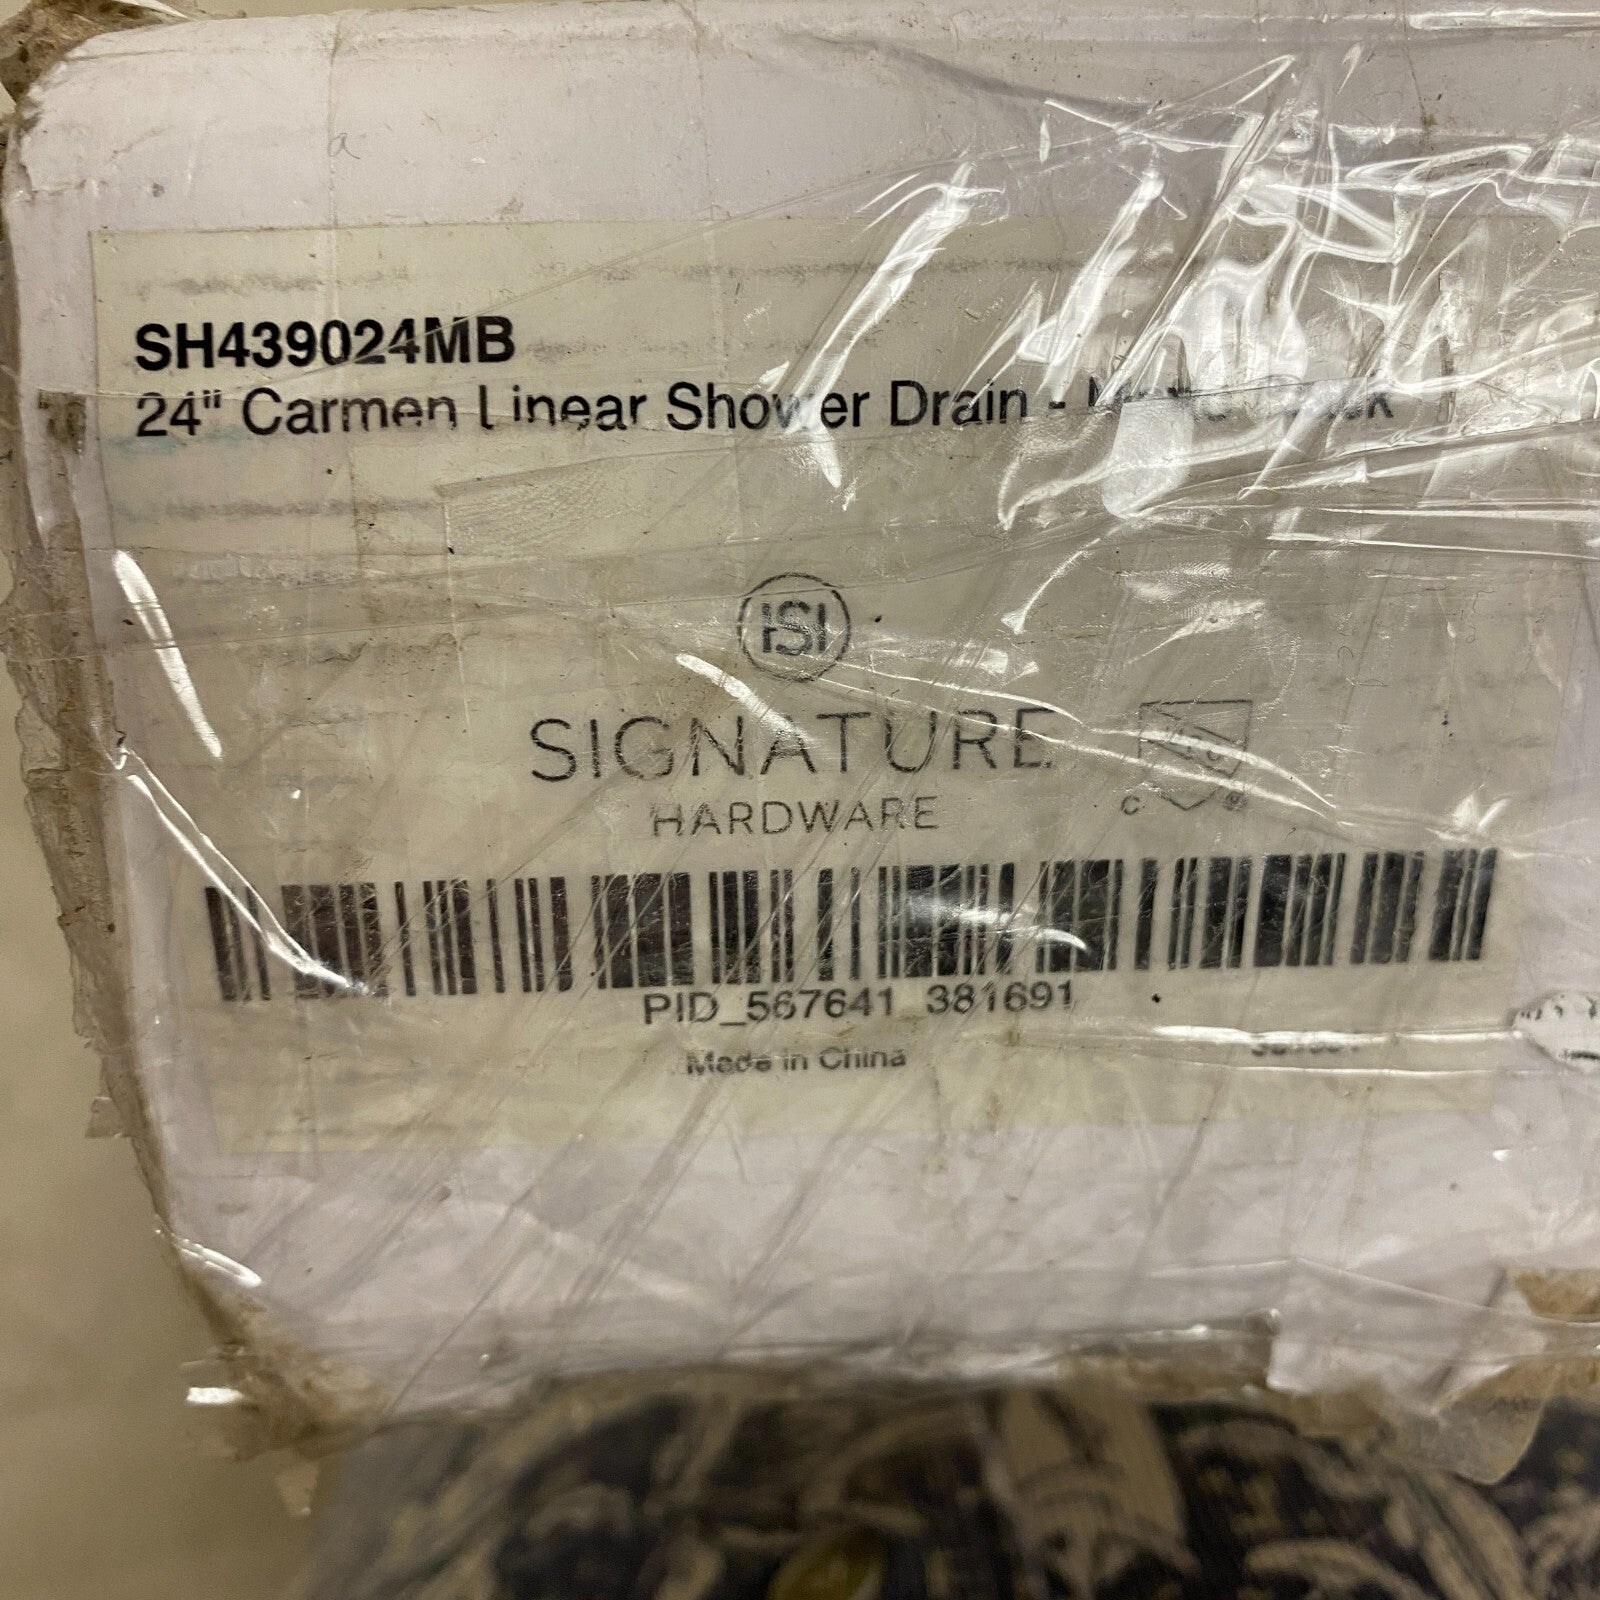 SH439024MB
24" Carmen Linear Shower Drain -
SIGNATURE
HARDWARE
PID_567641_381691
Made in China